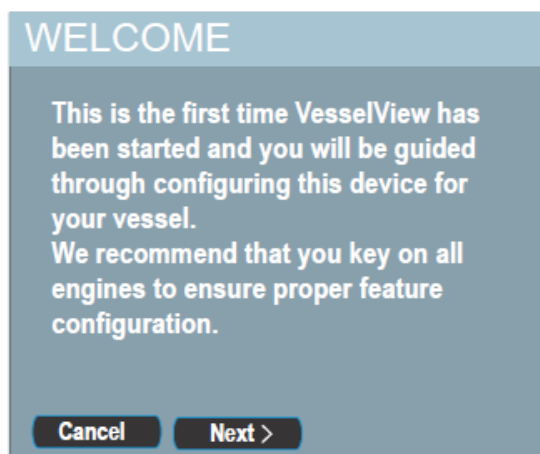 WELCOME
This is the first time VesselView has
been started and you will be guided
through configuring this device for
your vessel.
We recommend that you key on all
engines to ensure proper feature
configuration.
Cancel
Next >